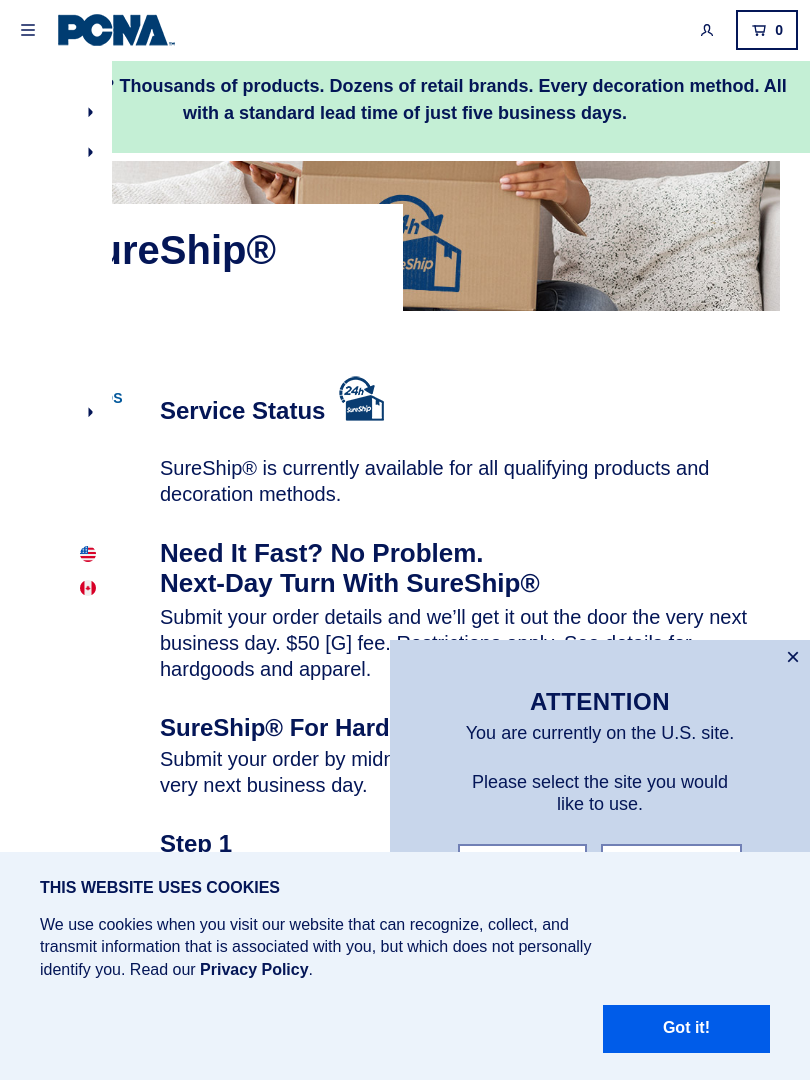 PCNA
0
? Thousands of products. Dozens of retail brands. Every decoration method. All
with a standard lead time of just five business days.
ureShip®
Service Status
24h
SureShip
SureShip® is currently available for all qualifying products and
decoration methods.
Need It Fast? No Problem.
Next-Day Turn With SureShip®
Submit your order details and we’ll get it out the door the very next
business day. $50 [G] fee. Restrictions apply. See details for
hardgoods and apparel.
SureShip® For Hard
Submit your order by midn
very next business day.
Step 1
×
ATTENTION
You are currently on the U.S. site.
Please select the site you would
like to use.
THIS WEBSITE USES COOKIES
We use cookies when you visit our website that can recognize, collect, and
transmit information that is associated with you, but which does not personally
identify you. Read our Privacy Policy.
Got it!